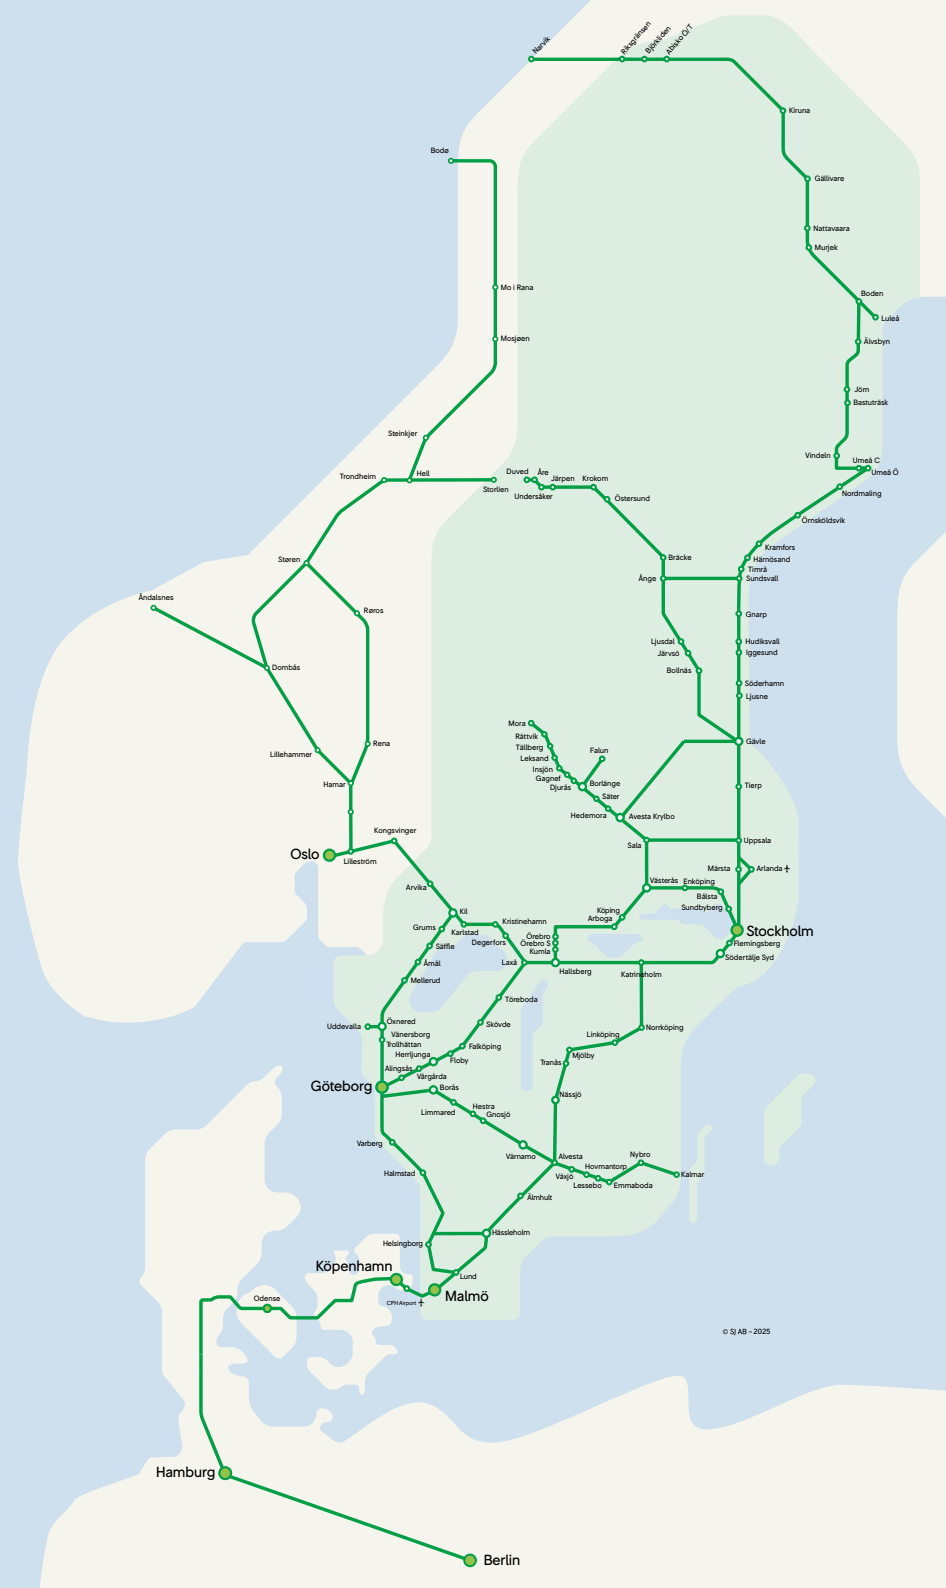 Narvik
Riksgränsen
Björkliden
Abisko Ö/T
Kiruna
Bodø
Gällivare
Nattavaara
Murjek
Mo i Rana
Boden
Luleå
Mosjøen
Älvsbyn
Jörn
Bastuträsk
Steinkjer
Vindeln
Umeå C
Umeå Ö
Trondheim
Hell
Storlien
Duved
Åre
Undersåker
Järpen
Krokom
Östersund
Nordmaling
Örnsköldsvik
Kramfors
Härnösand
Timrå
Sundsvall
Støren
Bräcke
Ånge
Åndalsnes
Røros
Gnarp
Ljusdal
Hudiksvall
Järvsö
Iggesund
Dombås
Bollnäs
Söderhamn
Ljusne
Mora
Rättvik
Tällberg
Leksand
Insjön
Gagnef
Djurås
Falun
Borlänge
Säter
Hedemora
Avesta Krylbo
Gävle
Lillehammer
Rena
Hamar
Tierp
Kongsvinger
Oslo
Lilleström
Sala
Uppsala
Märsta
Arlanda
Arvika
Västerås
Enköping
Bålsta
Sundbyberg
Kil
Karlstad
Kristinehamn
Degerfors
Köping
Arboga
Stockholm
Grums
Säffle
Örebro
Örebro S
Kumla
Flemingsberg
Södertälje Syd
Åmål
Laxå
Hallsberg
Katrineholm
Mellerud
Töreboda
Uddevalla
Öxnered
Vänersborg
Trollhättan
Skövde
Linköping
Norrköping
Herrljunga
Falköping
Floby
Mjölby
Tranås
Alingsås
Vårgårda
Göteborg
Borås
Limmared
Hestra
Gnosjö
Nässjö
Varberg
Värnamo
Alvesta
Halmstad
Växjö
Hovmantorp
Lessebo
Emmaboda
Nybro
Kalmar
Älmhult
Hässleholm
Helsingborg
Köpenhamn
Lund
CPH Airport
Malmö
Odense
© SJ AB – 2025
Hamburg
Berlin